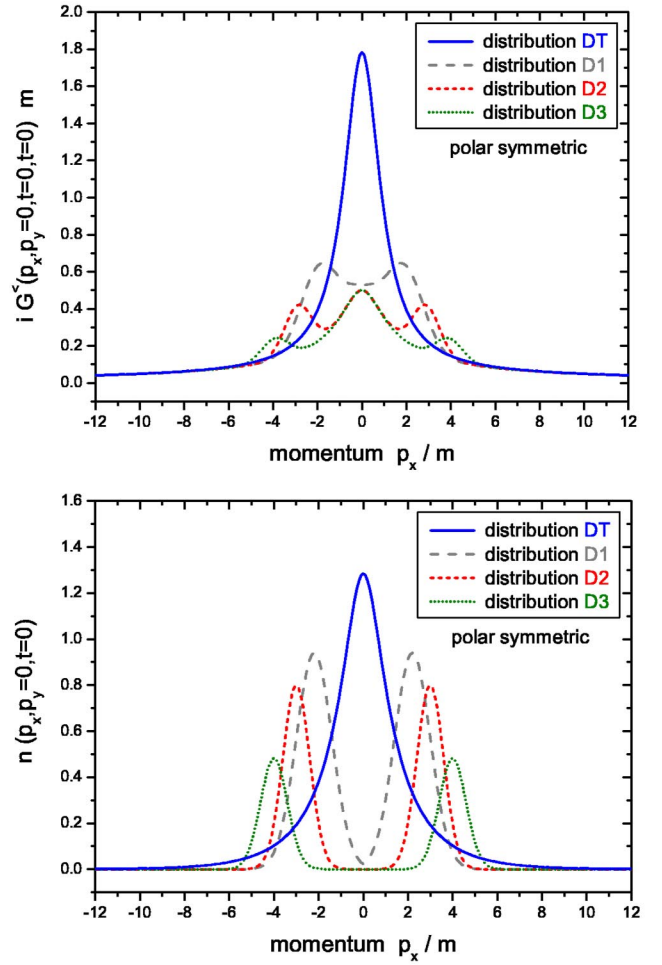 2.0
1.8
1.6
1.4
1.2
1.0
0.8
0.6
0.4
0.2
0.0
i G<(px,py=0,t=0,t=0) m
distribution DT
distribution D1
distribution D2
distribution D3
polar symmetric
-12 -10 -8 -6 -4 -2 0 2 4 6 8 10 12
momentum px / m
1.6
1.4
1.2
1.0
0.8
0.6
0.4
0.2
0.0
n (px,py=0,t=0)
distribution DT
distribution D1
distribution D2
distribution D3
polar symmetric
-12 -10 -8 -6 -4 -2 0 2 4 6 8 10 12
momentum px / m